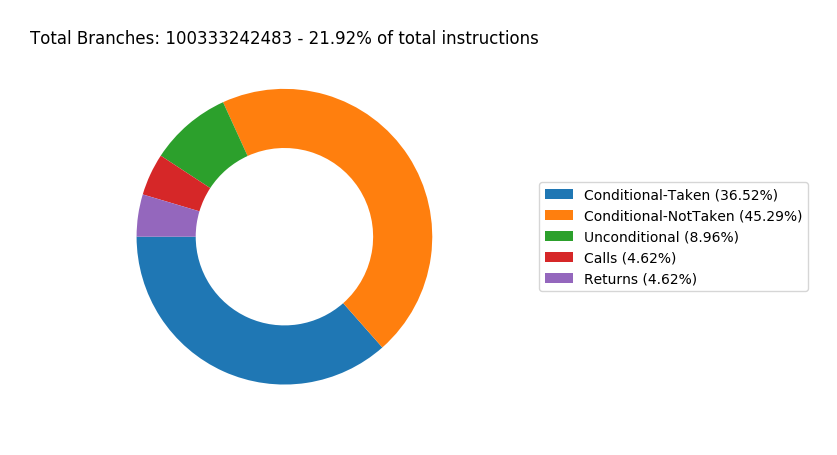 Total Branches: 100333242483 - 21.92% of total instructions
Conditional-Taken (36.52%)
Conditional-NotTaken (45.29%)
Unconditional (8.96%)
Calls (4.62%)
Returns (4.62%)